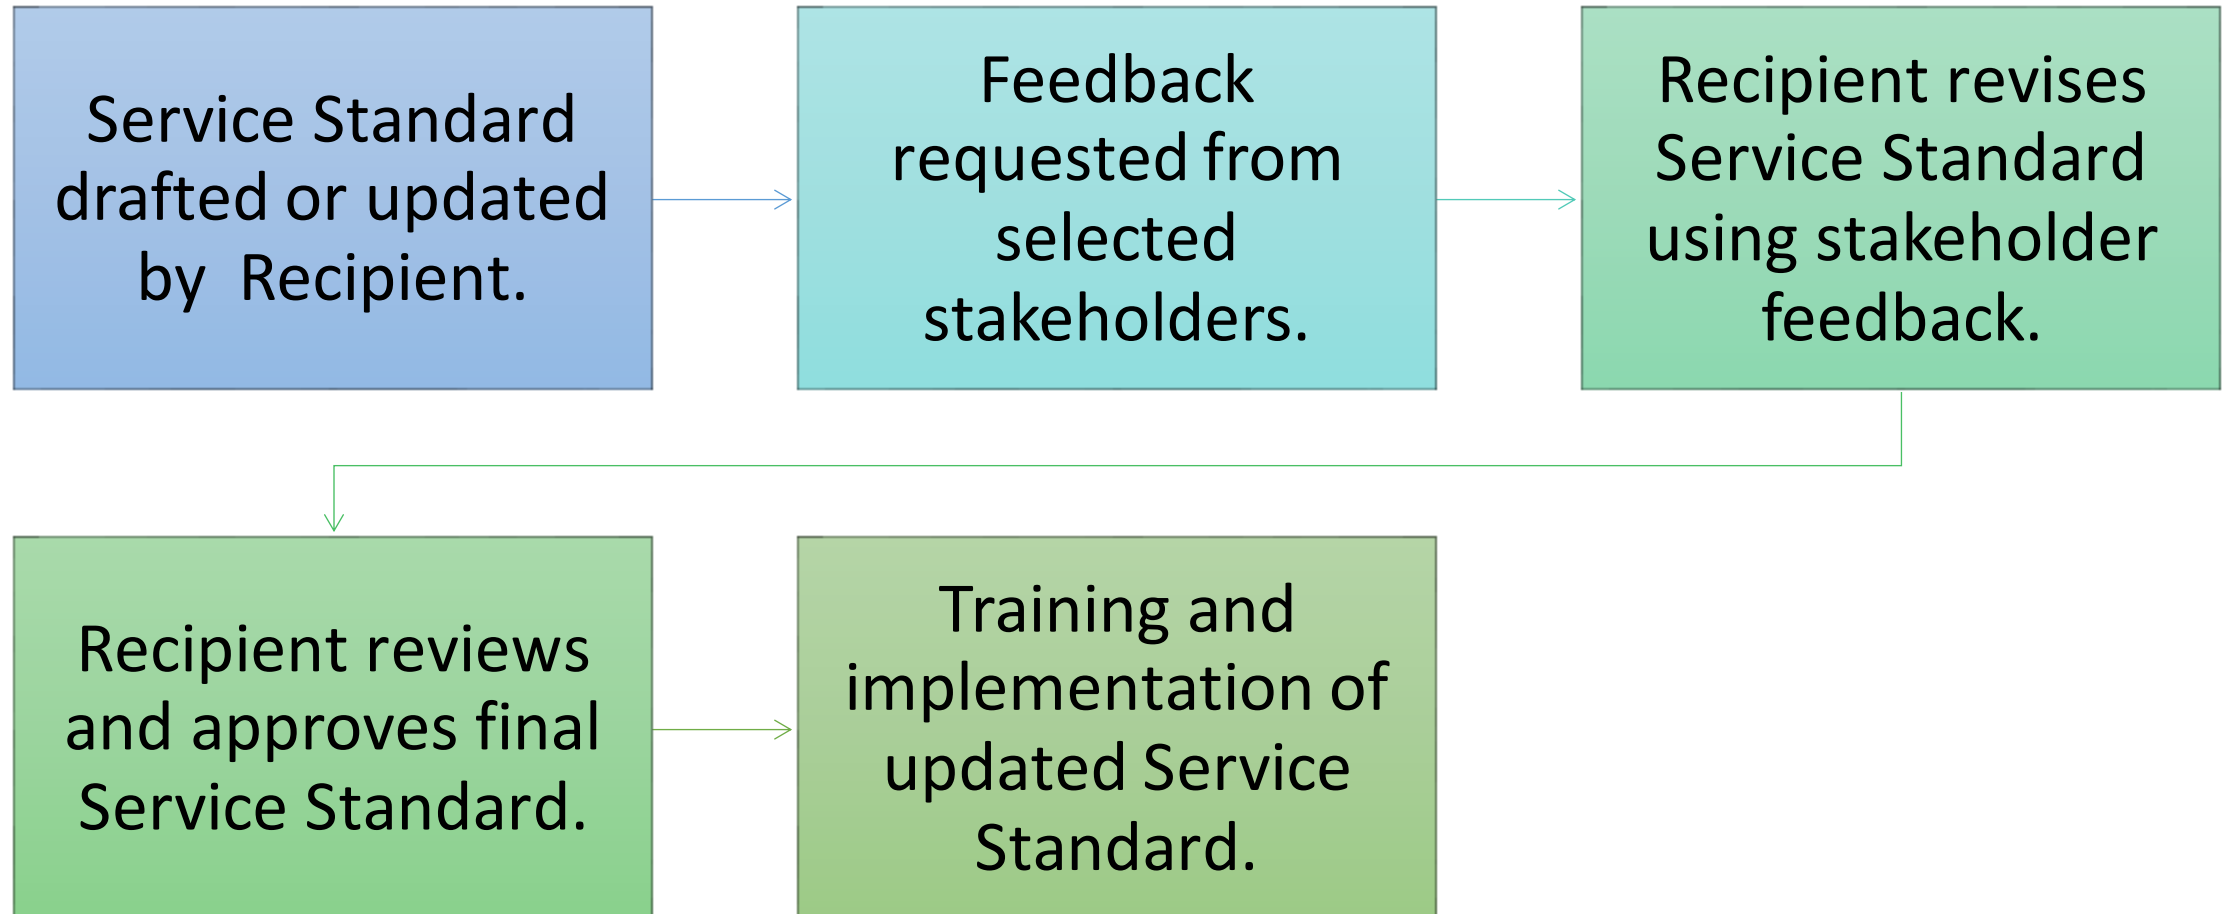 Service Standard
drafted or updated
by  Recipient.
Feedback
requested from
selected
stakeholders.
Recipient revises
Service Standard
using stakeholder
feedback.
Recipient reviews
and approves final
Service Standard.
Training and
implementation of
updated Service
Standard.